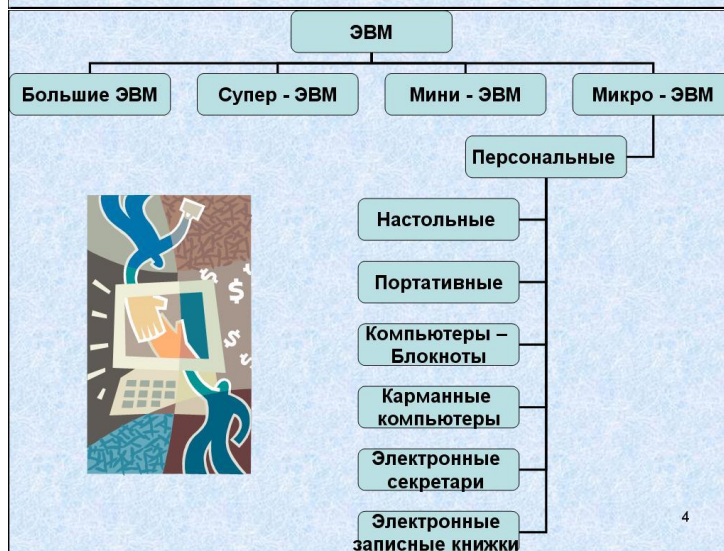 ЭВМ
Большие ЭВМ
Супер - ЭВМ
Мини - ЭВМ
Микро - ЭВМ
Персональные
Настольные
Портативные
Компьютеры –
Блокноты
Карманные
компьютеры
Электронные
секретари
Электронные
записные книжки
$
$
$
$
4